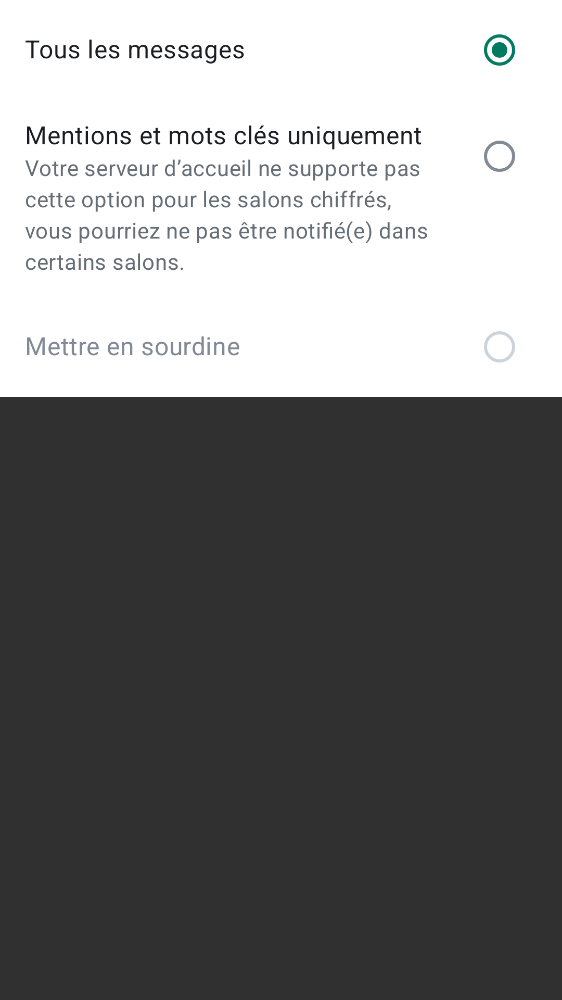 Tous les messages
Mentions et mots clés uniquement
Votre serveur d’accueil ne supporte pas
cette option pour les salons chiffrés,
vous pourriez ne pas être notifié(e) dans
certains salons.
Mettre en sourdine